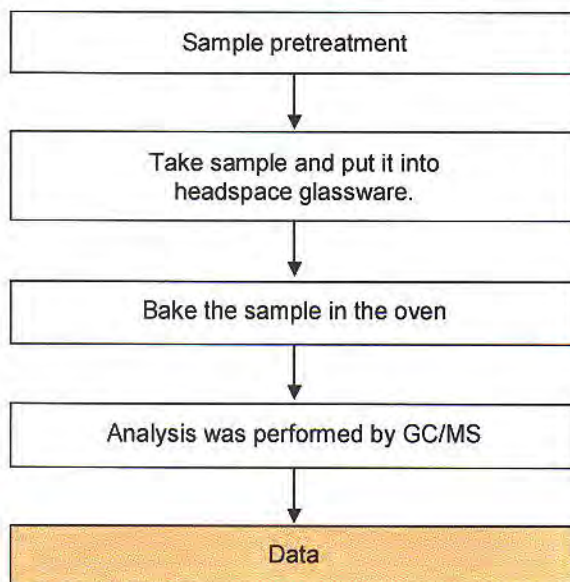 Sample pretreatment
Take sample and put it into
headspace glassware.
Bake the sample in the oven
Analysis was performed by GC/MS
Data